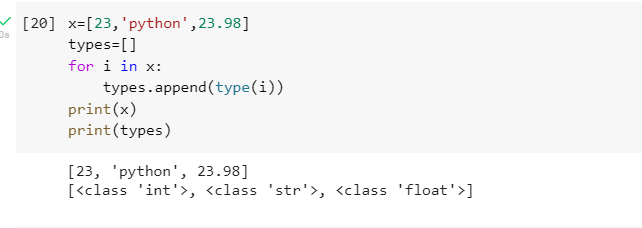 [20] x=[23,'python',23.98]
types=[]
for i in x:
    types.append(type(i))
print(x)
print(types)
[23, 'python', 23.98]
[<class 'int'>, <class 'str'>, <class 'float'>]